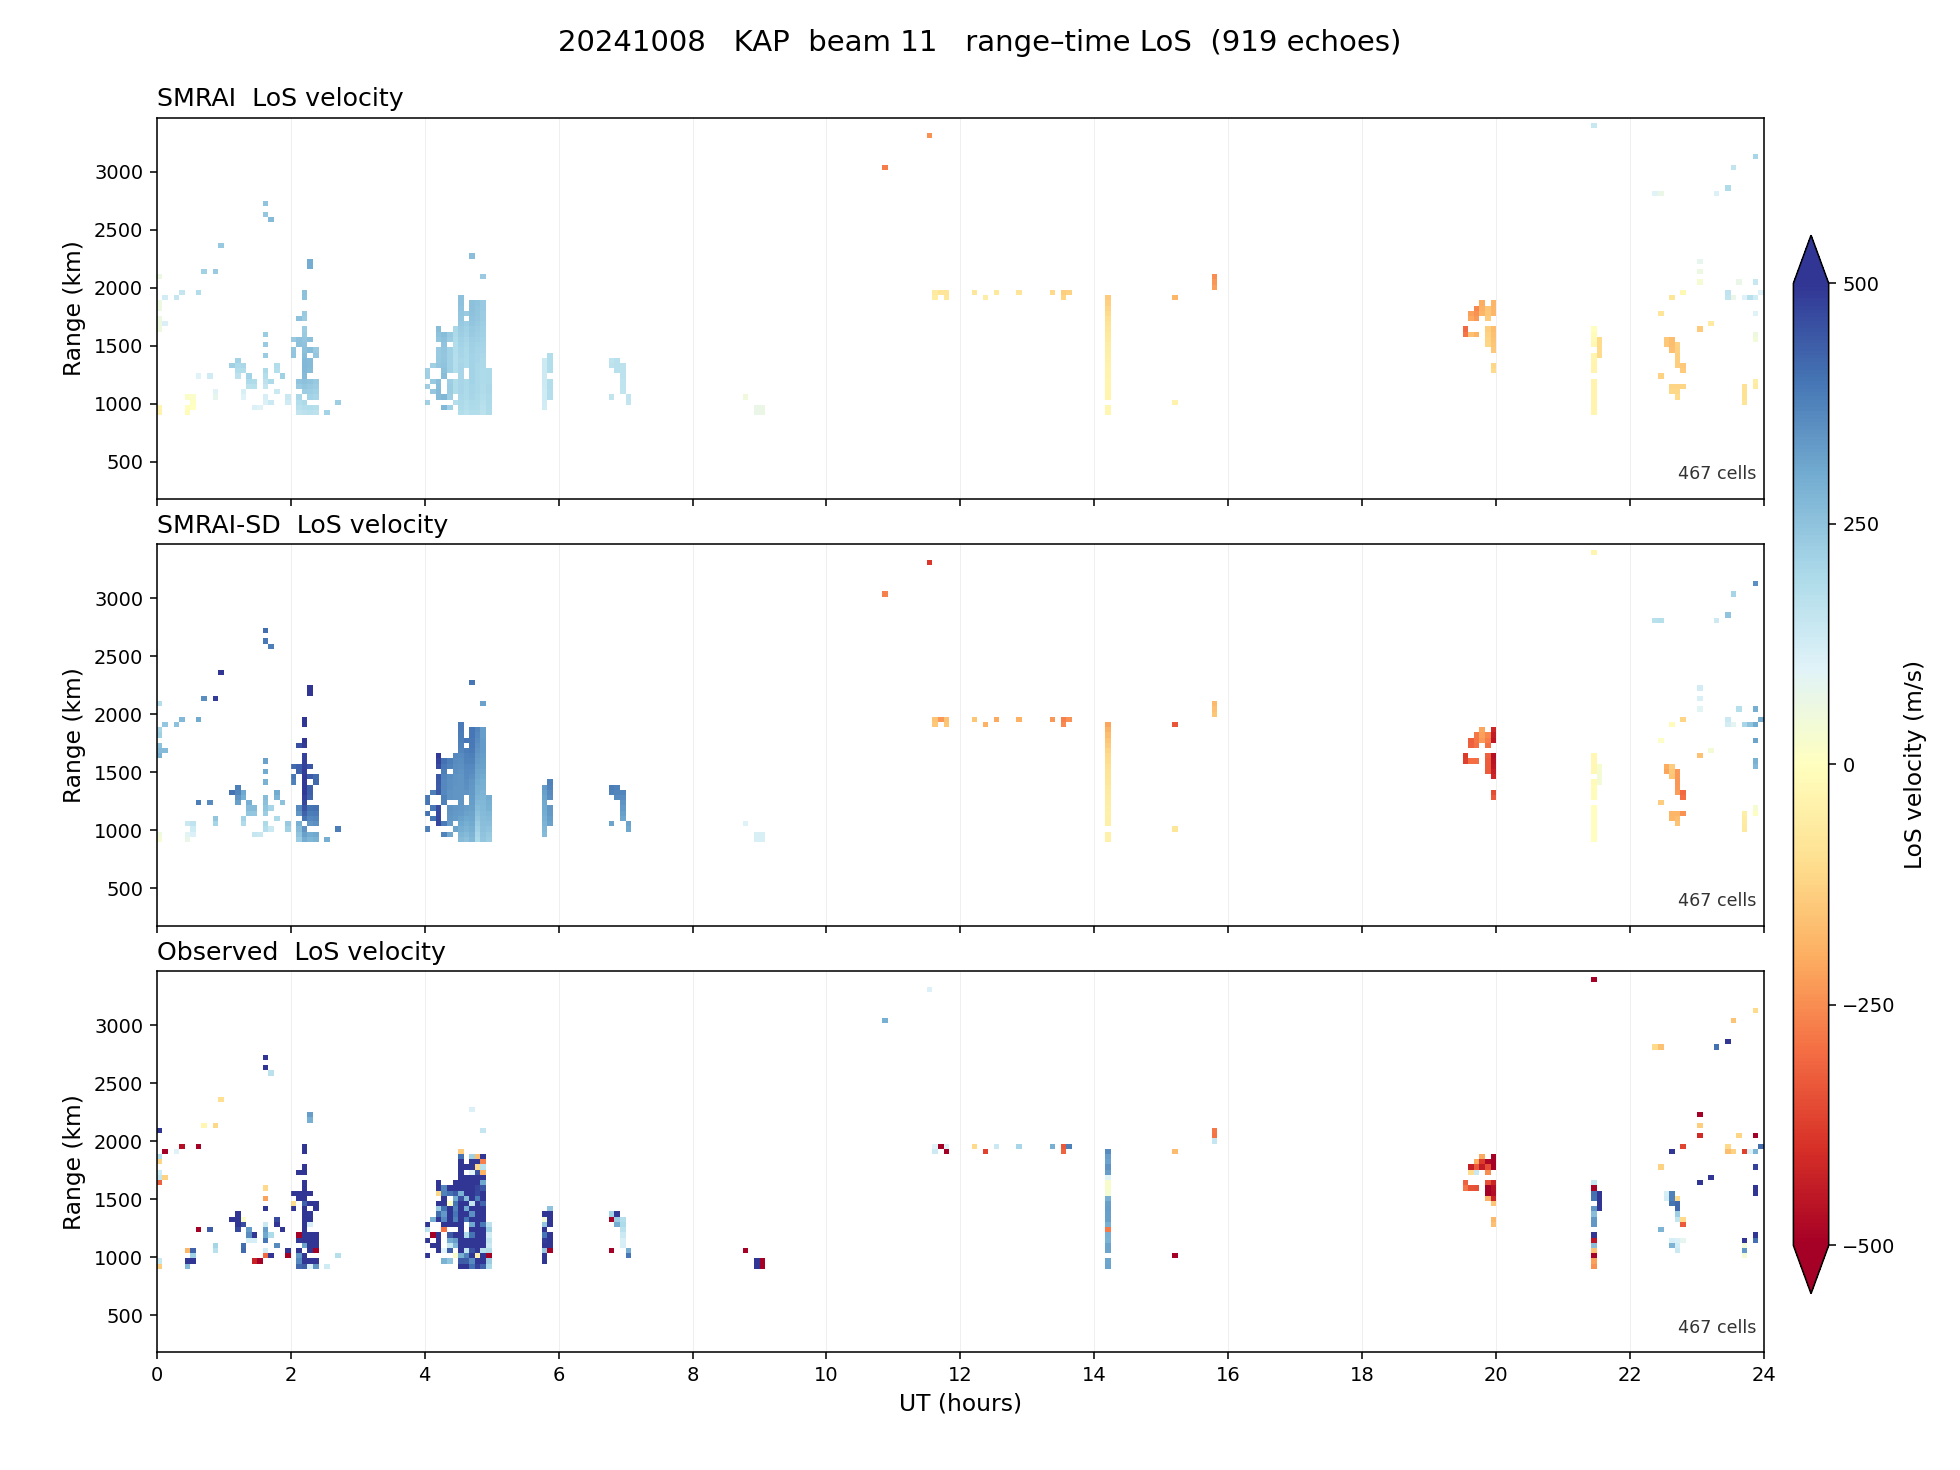 20241008   KAP  beam 11   range–time LoS  (919 echoes)
SMRAI  LoS velocity
Range (km)
3000
2500
2000
1500
1000
500
467 cells
SMRAI-SD  LoS velocity
Range (km)
3000
2500
2000
1500
1000
500
467 cells
Observed  LoS velocity
Range (km)
3000
2500
2000
1500
1000
500
467 cells
0 2 4 6 8 10 12 14 16 18 20 22 24
UT (hours)
500
250
0
−250
−500
LoS velocity (m/s)